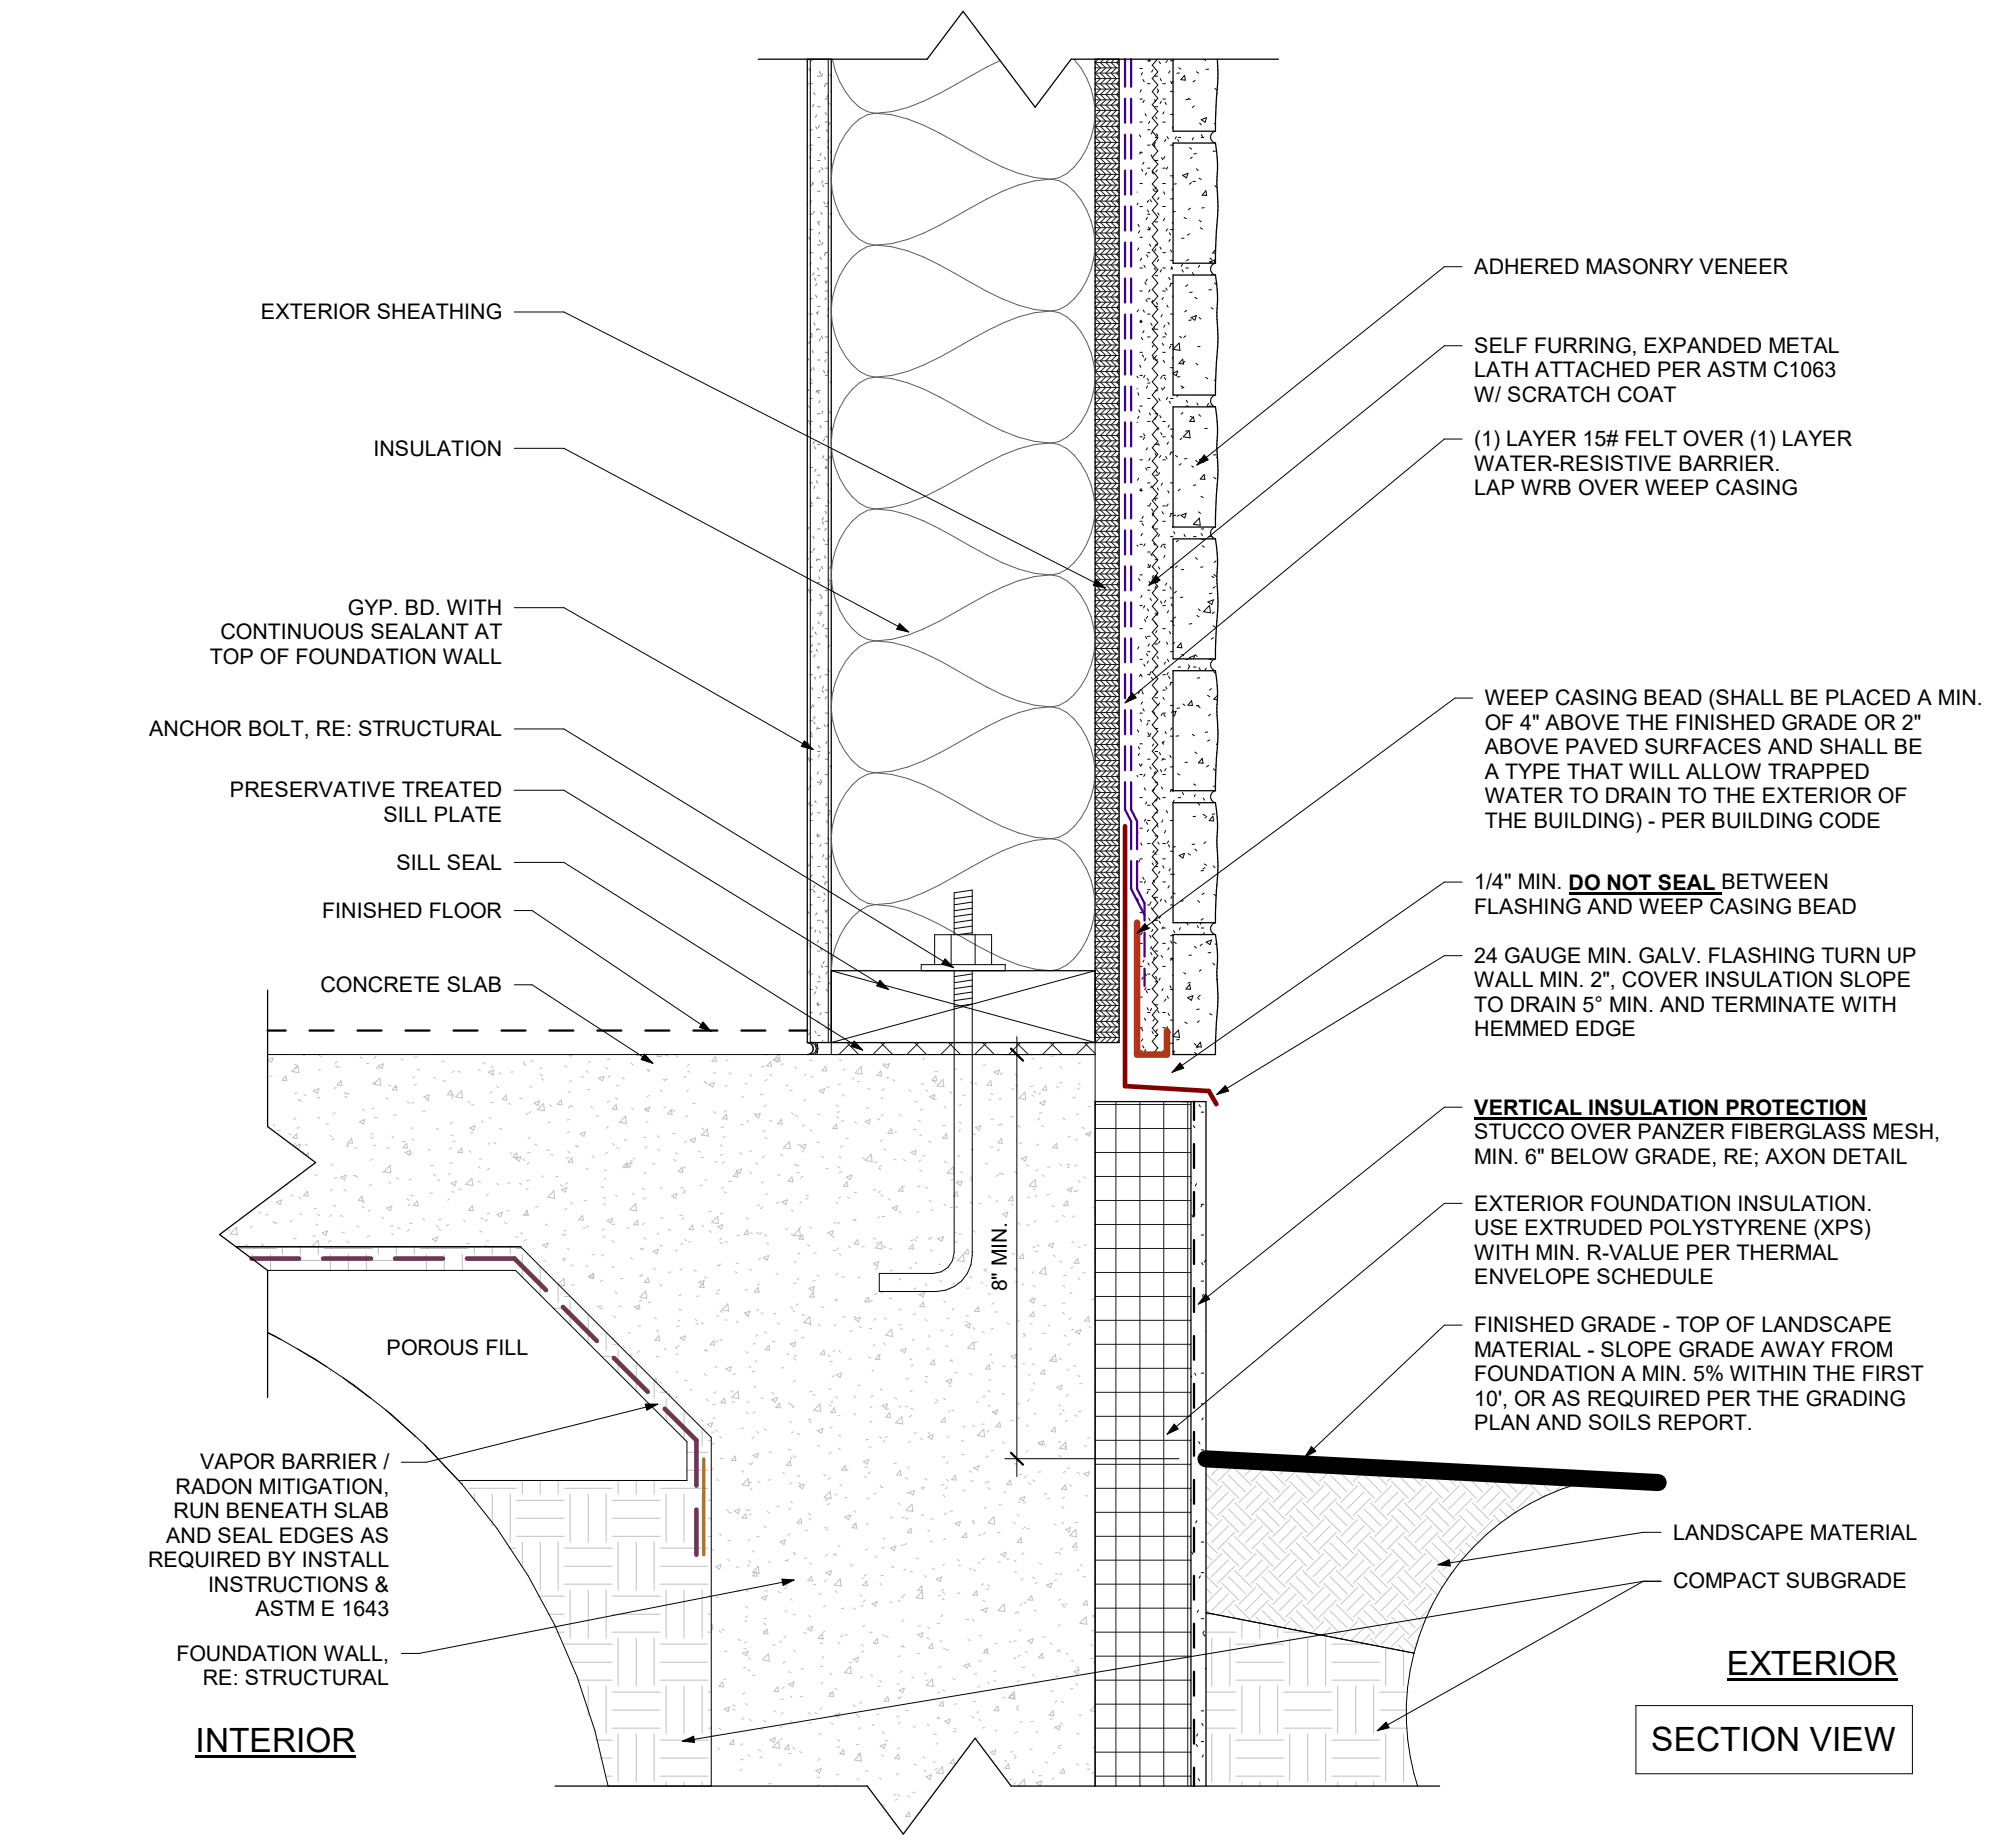 EXTERIOR SHEATHING
INSULATION
GYP. BD. WITH
CONTINUOUS SEALANT AT
TOP OF FOUNDATION WALL
ANCHOR BOLT, RE: STRUCTURAL
PRESERVATIVE TREATED
SILL PLATE
SILL SEAL
FINISHED FLOOR
CONCRETE SLAB
POROUS FILL
VAPOR BARRIER /
RADON MITIGATION,
RUN BENEATH SLAB
AND SEAL EDGES AS
REQUIRED BY INSTALL
INSTRUCTIONS &
ASTM E 1643
FOUNDATION WALL,
RE: STRUCTURAL
INTERIOR
8" MIN.
ADHERED MASONRY VENEER
SELF FURRING, EXPANDED METAL
LATH ATTACHED PER ASTM C1063
W/ SCRATCH COAT
(1) LAYER 15# FELT OVER (1) LAYER
WATER-RESISTIVE BARRIER.
LAP WRB OVER WEEP CASING
WEEP CASING BEAD (SHALL BE PLACED A MIN.
OF 4" ABOVE THE FINISHED GRADE OR 2"
ABOVE PAVED SURFACES AND SHALL BE
A TYPE THAT WILL ALLOW TRAPPED
WATER TO DRAIN TO THE EXTERIOR OF
THE BUILDING) - PER BUILDING CODE
1/4" MIN. DO NOT SEAL BETWEEN
FLASHING AND WEEP CASING BEAD
24 GAUGE MIN. GALV. FLASHING TURN UP
WALL MIN. 2", COVER INSULATION SLOPE
TO DRAIN 5° MIN. AND TERMINATE WITH
HEMMED EDGE
VERTICAL INSULATION PROTECTION
STUCCO OVER PANZER FIBERGLASS MESH,
MIN. 6" BELOW GRADE, RE; AXON DETAIL
EXTERIOR FOUNDATION INSULATION.
USE EXTRUDED POLYSTYRENE (XPS)
WITH MIN. R-VALUE PER THERMAL
ENVELOPE SCHEDULE
FINISHED GRADE - TOP OF LANDSCAPE
MATERIAL - SLOPE GRADE AWAY FROM
FOUNDATION A MIN. 5% WITHIN THE FIRST
10', OR AS REQUIRED PER THE GRADING
PLAN AND SOILS REPORT.
LANDSCAPE MATERIAL
COMPACT SUBGRADE
EXTERIOR
SECTION VIEW